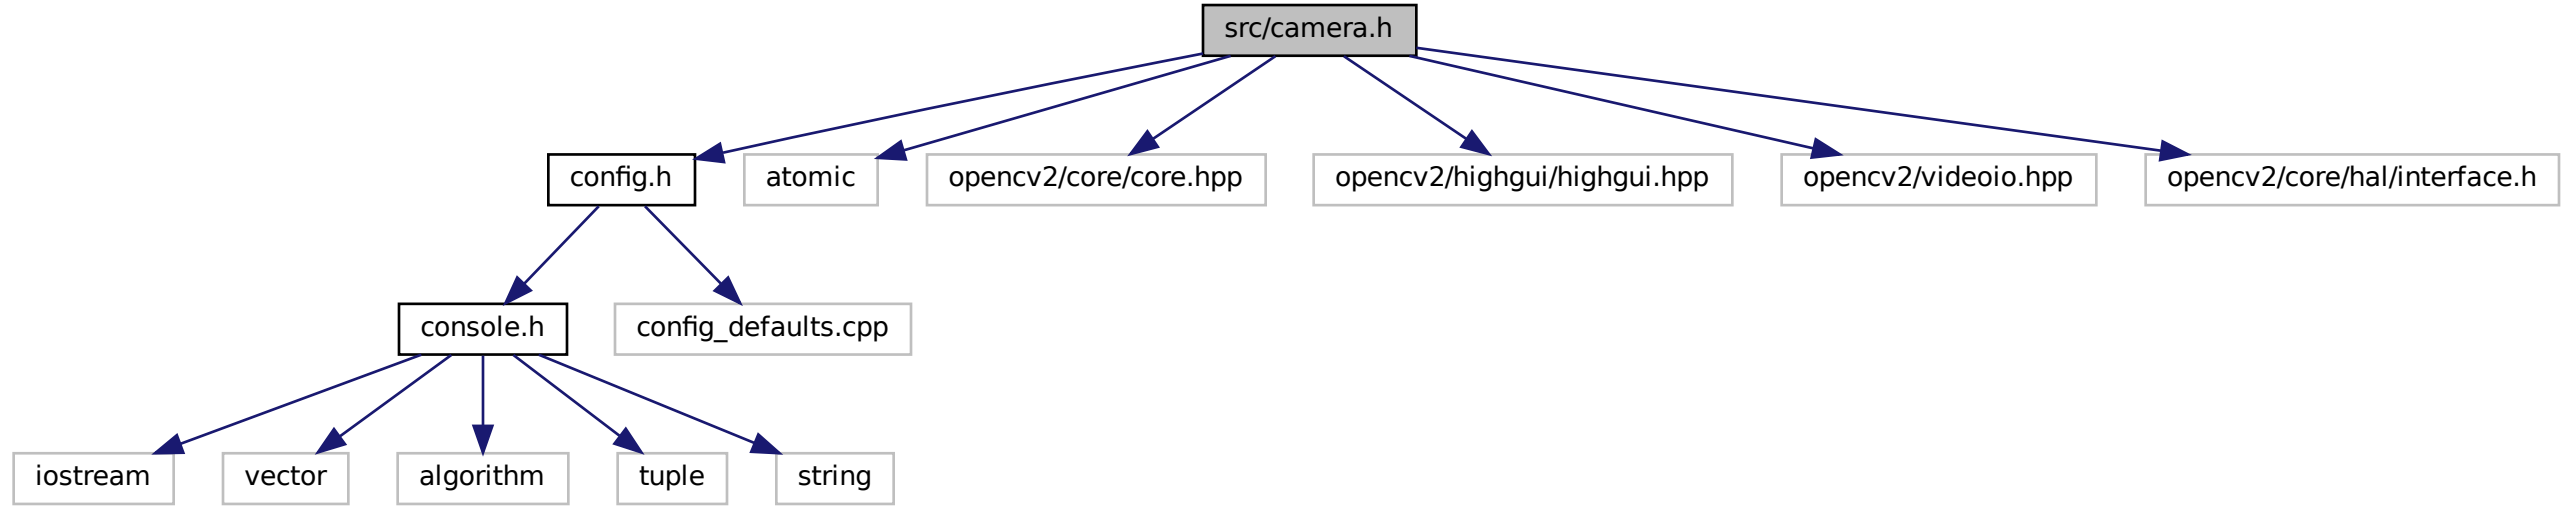 src/camera.h
config.h
atomic
opencv2/core/core.hpp
opencv2/highgui/highgui.hpp
opencv2/videoio.hpp
opencv2/core/hal/interface.h
console.h
config_defaults.cpp
iostream
vector
algorithm
tuple
string